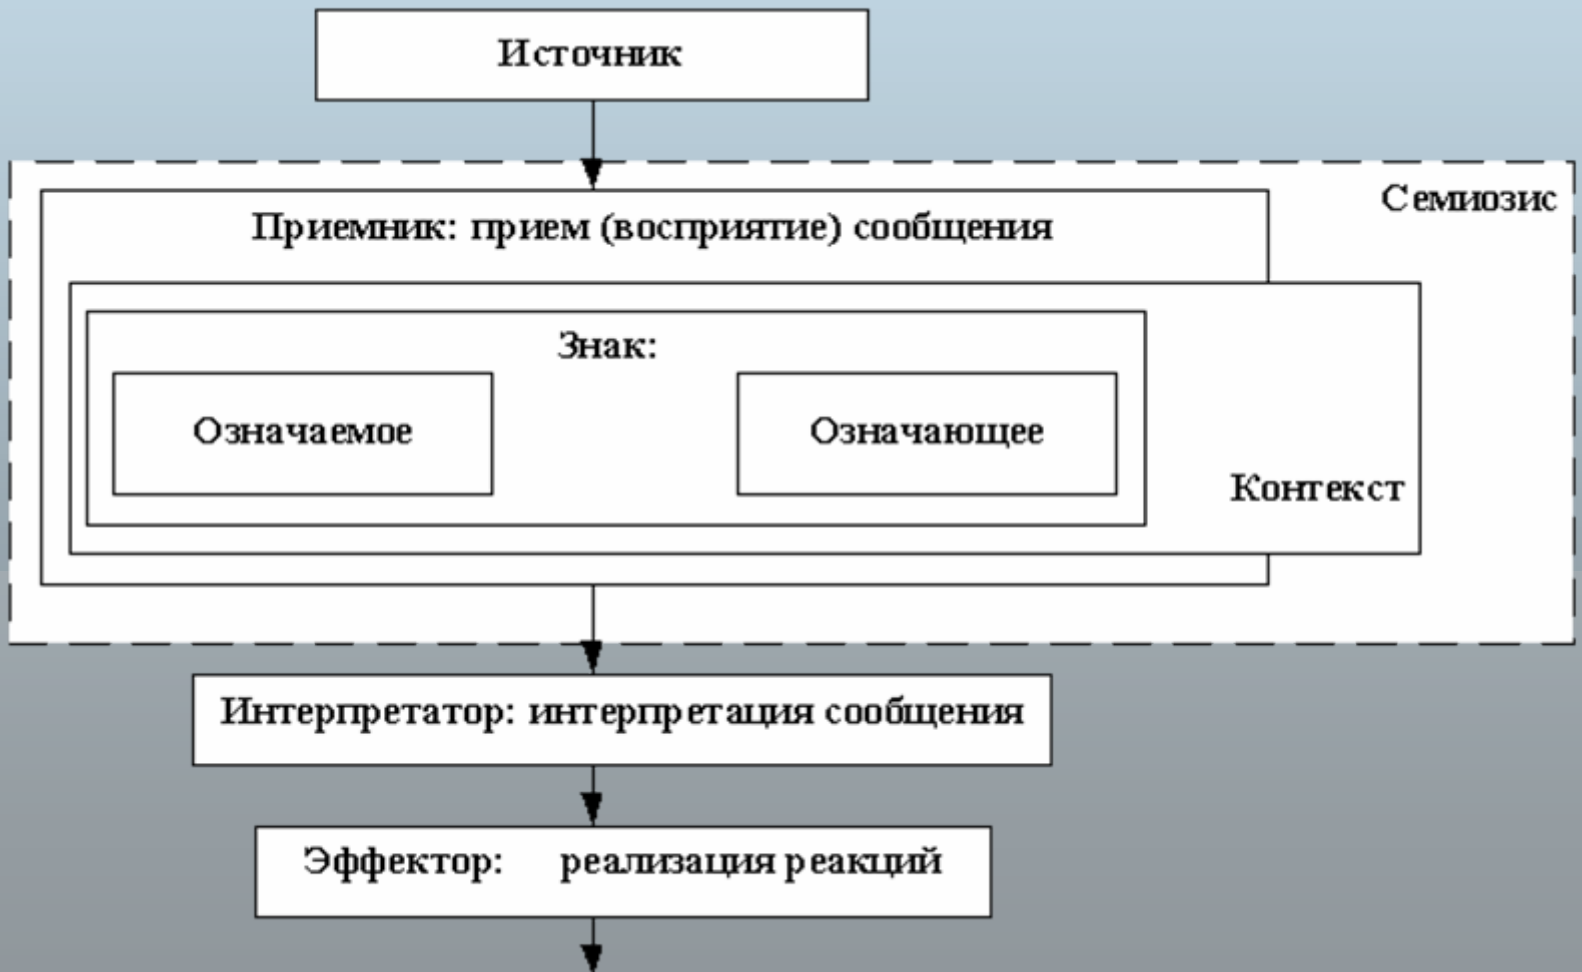 Источник
Семиозис
Приемник: прием (восприятие) сообщения
Знак:
Означаемое
Означающее
Контекст
Интерпретатор: интерпретация сообщения
Эффектор: реализация реакций